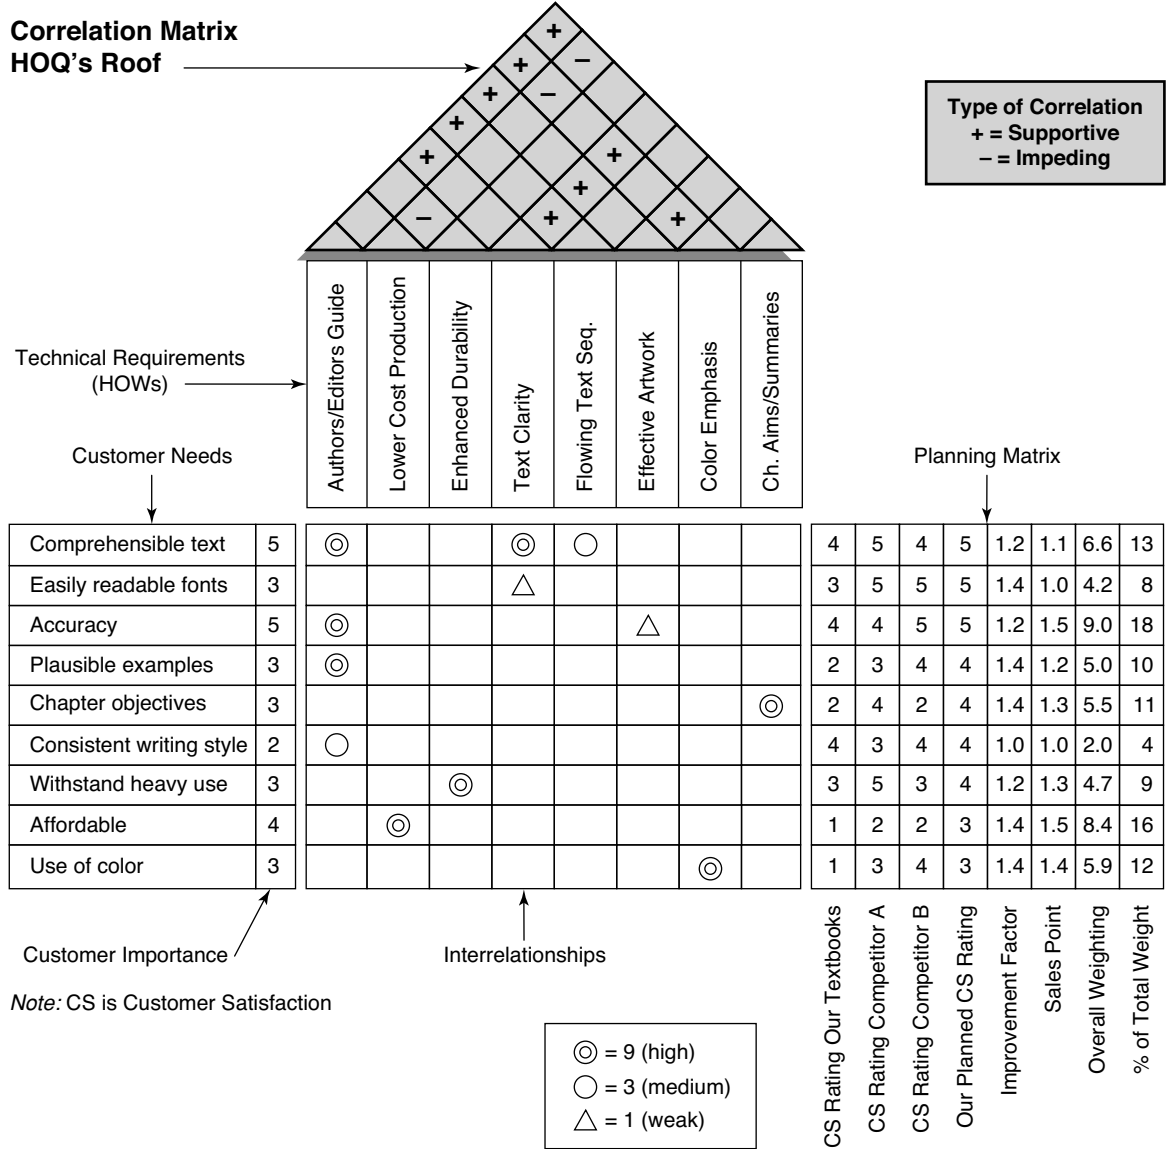 Correlation Matrix
HOQ's Roof
+
+ –
+ –
+
+ +
+
– + +
Type of Correlation
+ = Supportive
– = Impeding
Technical Requirements
(HOWs)
Authors/Editors Guide
Lower Cost Production
Enhanced Durability
Text Clarity
Flowing Text Seq.
Effective Artwork
Color Emphasis
Ch. Aims/Summaries
Customer Needs
Planning Matrix
Comprehensible text 5 4 5 4 5 1.2 1.1 6.6 13
Easily readable fonts 3 3 5 5 5 1.4 1.0 4.2 8
Accuracy 5 4 4 5 5 1.2 1.5 9.0 18
Plausible examples 3 2 3 4 4 1.4 1.2 5.0 10
Chapter objectives 3 2 4 2 4 1.4 1.3 5.5 11
Consistent writing style 2 4 3 4 4 1.0 1.0 2.0 4
Withstand heavy use 3 3 5 3 4 1.2 1.3 4.7 9
Affordable 4 1 2 2 3 1.4 1.5 8.4 16
Use of color 3 1 3 4 3 1.4 1.4 5.9 12
Customer Importance
Interrelationships
CS Rating Our Textbooks
CS Rating Competitor A
CS Rating Competitor B
Our Planned CS Rating
Improvement Factor
Sales Point
Overall Weighting
% of Total Weight
Note: CS is Customer Satisfaction
= 9 (high)
= 3 (medium)
= 1 (weak)